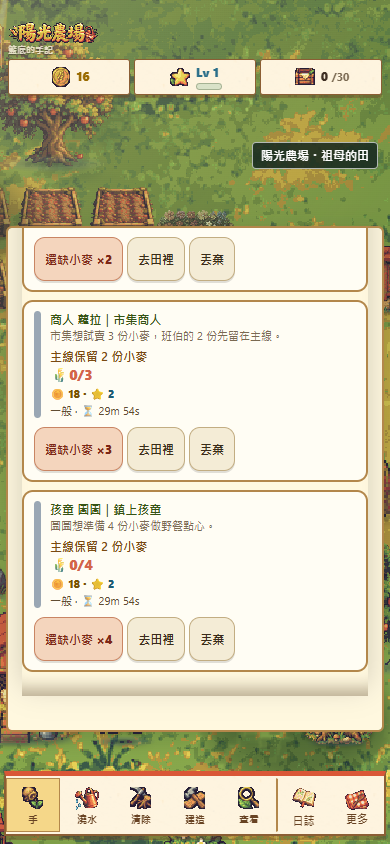 陽光農場
籃底的手記
16
Lv 1
0 /30
陽光農場・祖母的田
還缺小麥 ×2
去田裡
丟棄
商人 蘿拉 | 市集商人
市集想試賣 3 份小麥，班伯的 2 份先留在主線。
主線保留 2 份小麥
0/3
18 · 2
一般 · 29m 54s
還缺小麥 ×3
去田裡
丟棄
孩童 圓圓 | 鎮上孩童
圓圓想準備 4 份小麥做野餐點心。
主線保留 2 份小麥
0/4
18 · 2
一般 · 29m 54s
還缺小麥 ×4
去田裡
丟棄
手
澆水
清除
建造
查看
日誌
更多